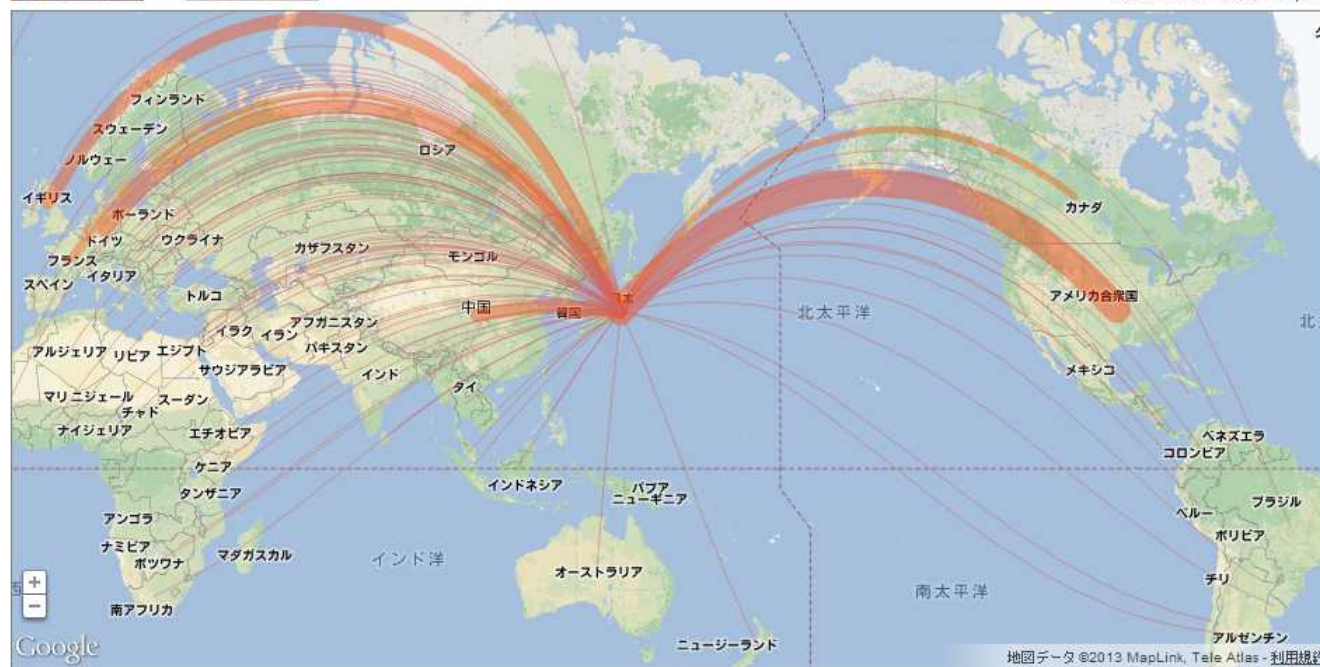 フィンランド
スウェーデン
ノルウェー
ロシア
イギリス
ポーランド
カナダ
ドイツ
ウクライナ
カザフスタン
モンゴル
フランス
イタリア
スペイン
トルコ
中国
韓国
日本
アメリカ合衆国
北太平洋
北
アフガニスタン
イラク
イラン
パキスタン
アルジェリア
リビア
エジプト
サウジアラビア
インド
タイ
メキシコ
マリ
ニジェール
スーダン
チャド
ナイジェリア
エチオピア
ベネズエラ
コロンビア
ケニア
タンザニア
インドネシア
パプア
ニューギニア
ブラジル
アンゴラ
ペルー
ナミビア
ボツワナ
マダガスカル
インド洋
オーストラリア
南太平洋
ボリビア
チリ
南アフリカ
アルゼンチン
ニュージーランド
+
−
Google
地図データ ©2013 MapLink, Tele Atlas - 利用規約